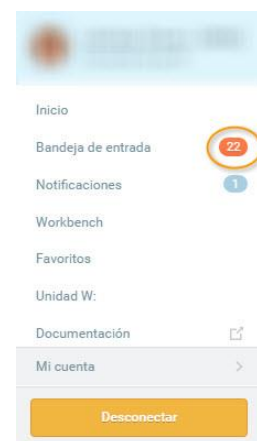 Inicio
Bandeja de entrada 22
Notificaciones 1
Workbench
Favoritos
Unidad W:
Documentación
Mi cuenta
Desconectar